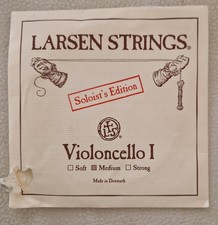 LARSEN STRINGS®
Soloist's Edition
Violoncello I
☐ Soft ☒ Medium ☐ Strong
Made in Denmark